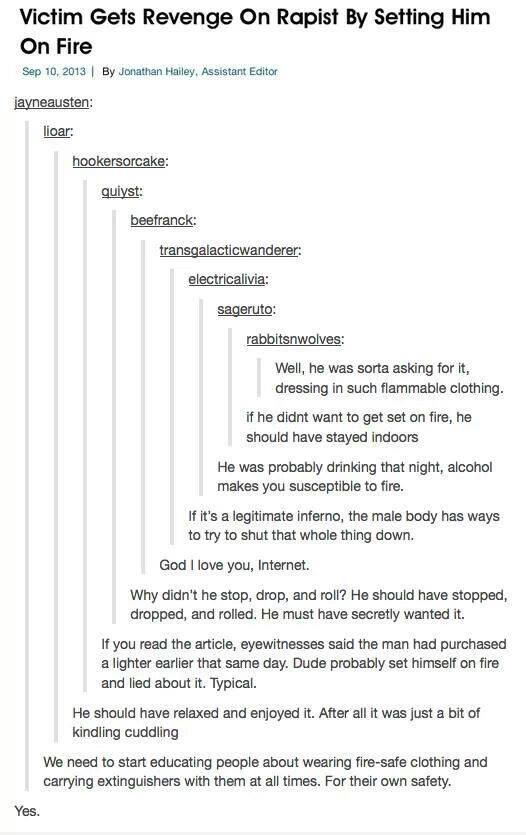 Victim Gets Revenge On Rapist By Setting Him
On Fire
Sep 10, 2013 | By Jonathan Hailey, Assistant Editor
jayneausten:
lioar:
hookersorcake:
quiyst:
beefranck:
transgalacticwanderer:
electricalivia:
sageruto:
rabbitsnwolves:
Well, he was sorta asking for it,
dressing in such flammable clothing.
if he didnt want to get set on fire, he
should have stayed indoors
He was probably drinking that night, alcohol
makes you susceptible to fire.
If it's a legitimate inferno, the male body has ways
to try to shut that whole thing down.
God I love you, Internet.
Why didn't he stop, drop, and roll? He should have stopped,
dropped, and rolled. He must have secretly wanted it.
If you read the article, eyewitnesses said the man had purchased
a lighter earlier that same day. Dude probably set himself on fire
and lied about it. Typical.
He should have relaxed and enjoyed it. After all it was just a bit of
kindling cuddling
We need to start educating people about wearing fire-safe clothing and
carrying extinguishers with them at all times. For their own safety.
Yes.